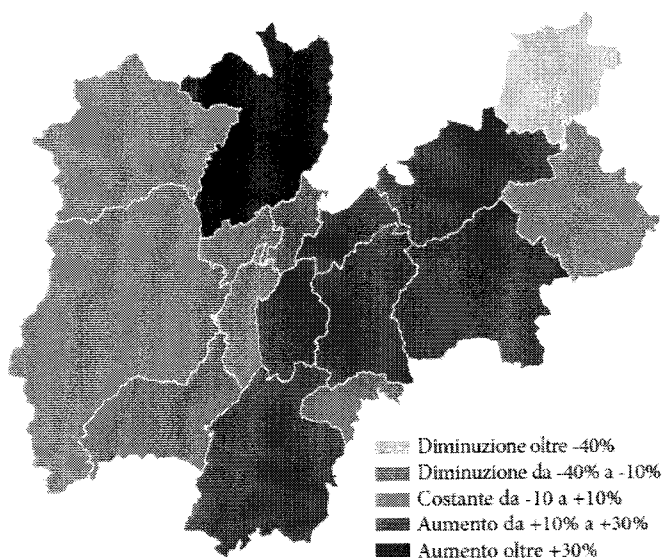 Diminuzione oltre -40%
Diminuzione da -40% a -10%
Costante da -10 a +10%
Aumento da +10% a +30%
Aumento oltre +30%